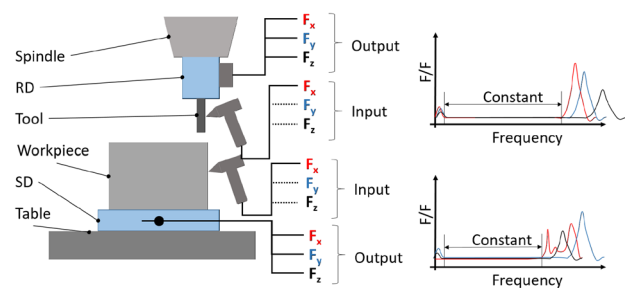 Spindle
RD
Tool
Workpiece
SD
Table
Fx
Fy
Fz
Output
Fx
Fy
Fz
Input
Fx
Fy
Fz
Input
Fx
Fy
Fz
Output
F/F
Constant
Frequency
F/F
Constant
Frequency